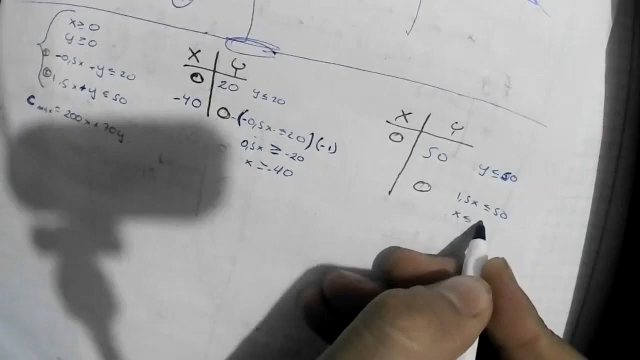 x ≥ 0
y ≥ 0
① -0,5x + y ≤ 20
② 1,5x + y ≤ 50
Cmax = 200x + 70y
X Y
0 20 y ≤ 20
-40 0 (-0,5x ≤ 20)(-1)
0,5x ≥ -20
x ≥ -40
X Y
0 50 y ≤ 50
0 1,5x ≤ 50
x ≤